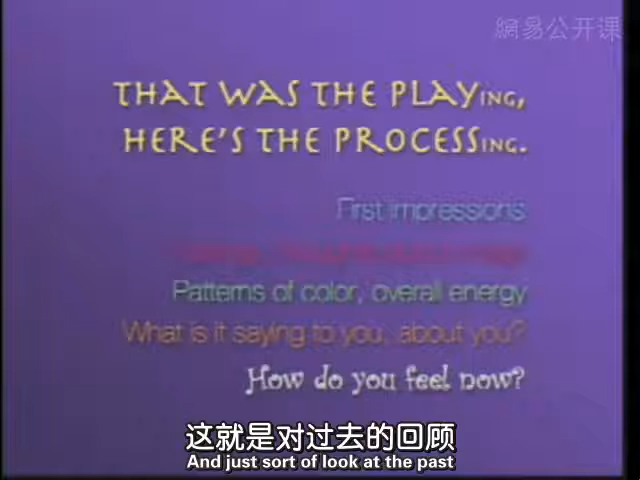 網易公开课
THAT WAS THE PLAYING,
HERE'S THE PROCESSING.
First impressions
Patterns of color, overall energy
What is it saying to you, about you?
How do you feel now?
这就是对过去的回顾
And just sort of look at the past